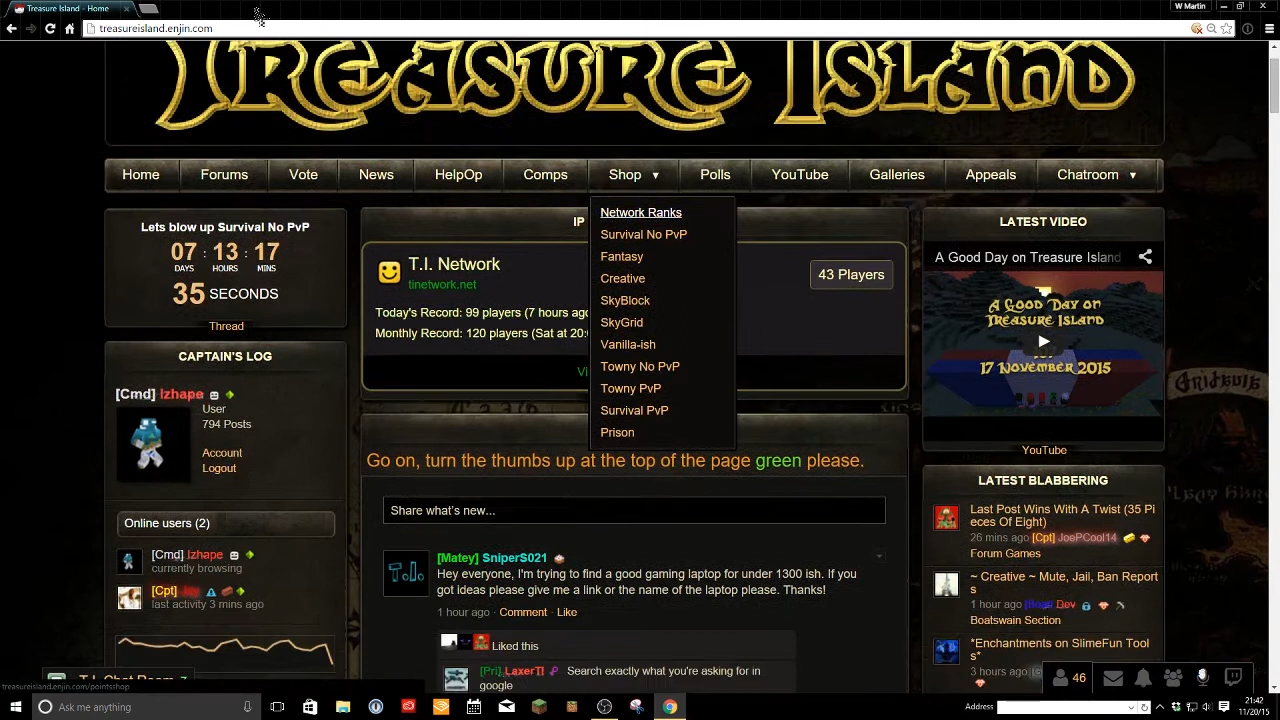 Treasure Island - Home
W Martin
treasureisland.enjin.com
TREASURE ISLAND
Home Forums Vote News HelpOp Comps Shop ▼ Polls YouTube Galleries Appeals Chatroom ▼
Network Ranks
Survival No PvP
Fantasy
Creative
SkyBlock
SkyGrid
Vanilla-ish
Towny No PvP
Towny PvP
Survival PvP
Prison
Lets blow up Survival No PvP
07 : 13 : 17
DAYS HOURS MINS
35 SECONDS
Thread
CAPTAIN'S LOG
[Cmd] Izhape
User
794 Posts
Account
Logout
Online users (2)
[Cmd] Izhape
currently browsing
[Cpt]
last activity 3 mins ago
T.I. Chat Room
treasureisland.enjin.com/pointsshop
IP
T.I. Network
tinetwork.net
43 Players
Today's Record: 99 players (7 hours ago
Monthly Record: 120 players (Sat at 20:
Vi
Go on, turn the thumbs up at the top of the page green please.
Share what's new...
[Matey] SniperS021
Hey everyone, I'm trying to find a good gaming laptop for under 1300 ish. If you
got ideas please give me a link or the name of the laptop please. Thanks!
1 hour ago · Comment · Like
Liked this
[Pri] LaxerTI Search exactly what you're asking for in
google
LATEST VIDEO
A Good Day on Treasure Island
A GOOD DAY ON
TREASURE ISLAND
17 NOVEMBER 2015
YouTube
LATEST BLABBERING
Last Post Wins With A Twist (35 Pi
eces Of Eight)
26 mins ago [Cpt] JoePCool14
Forum Games
~ Creative ~ Mute, Jail, Ban Report
s
1 hour ago [Boat] Dev
Boatswain Section
*Enchantments on SlimeFun Tool
s*
3 hours ago
46
Ask me anything
Address
21:42
11/20/15